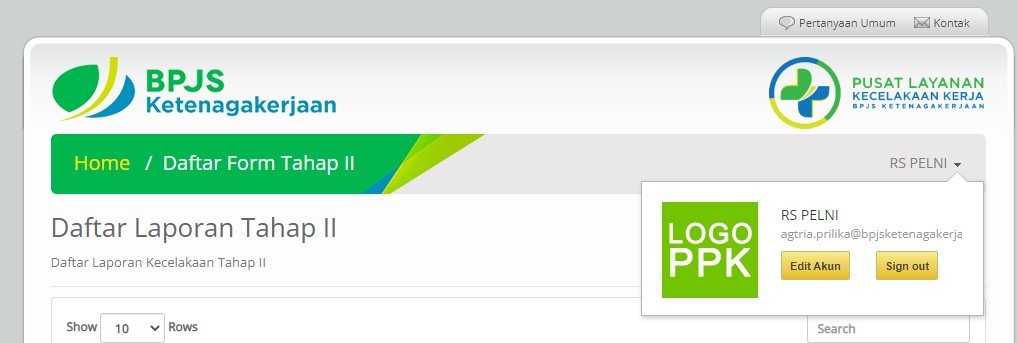 Pertanyaan Umum Kontak
BPJS
Ketenagakerjaan
PUSAT LAYANAN
KECELAKAAN KERJA
BPJS KETENAGAKERJAAN
Home / Daftar Form Tahap II
RS PELNI
Daftar Laporan Tahap II
Daftar Laporan Kecelakaan Tahap II
LOGO
PPK
RS PELNI
agtria.prilika@bpjsketenagakerja
Edit Akun Sign out
Show 10 Rows
Search